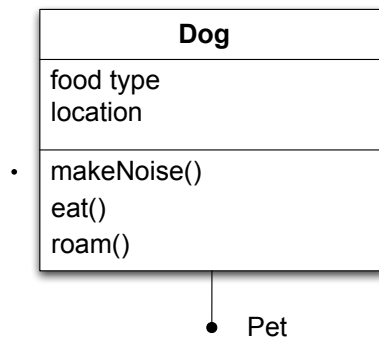 Dog
food type
location
makeNoise()
eat()
roam()
Pet